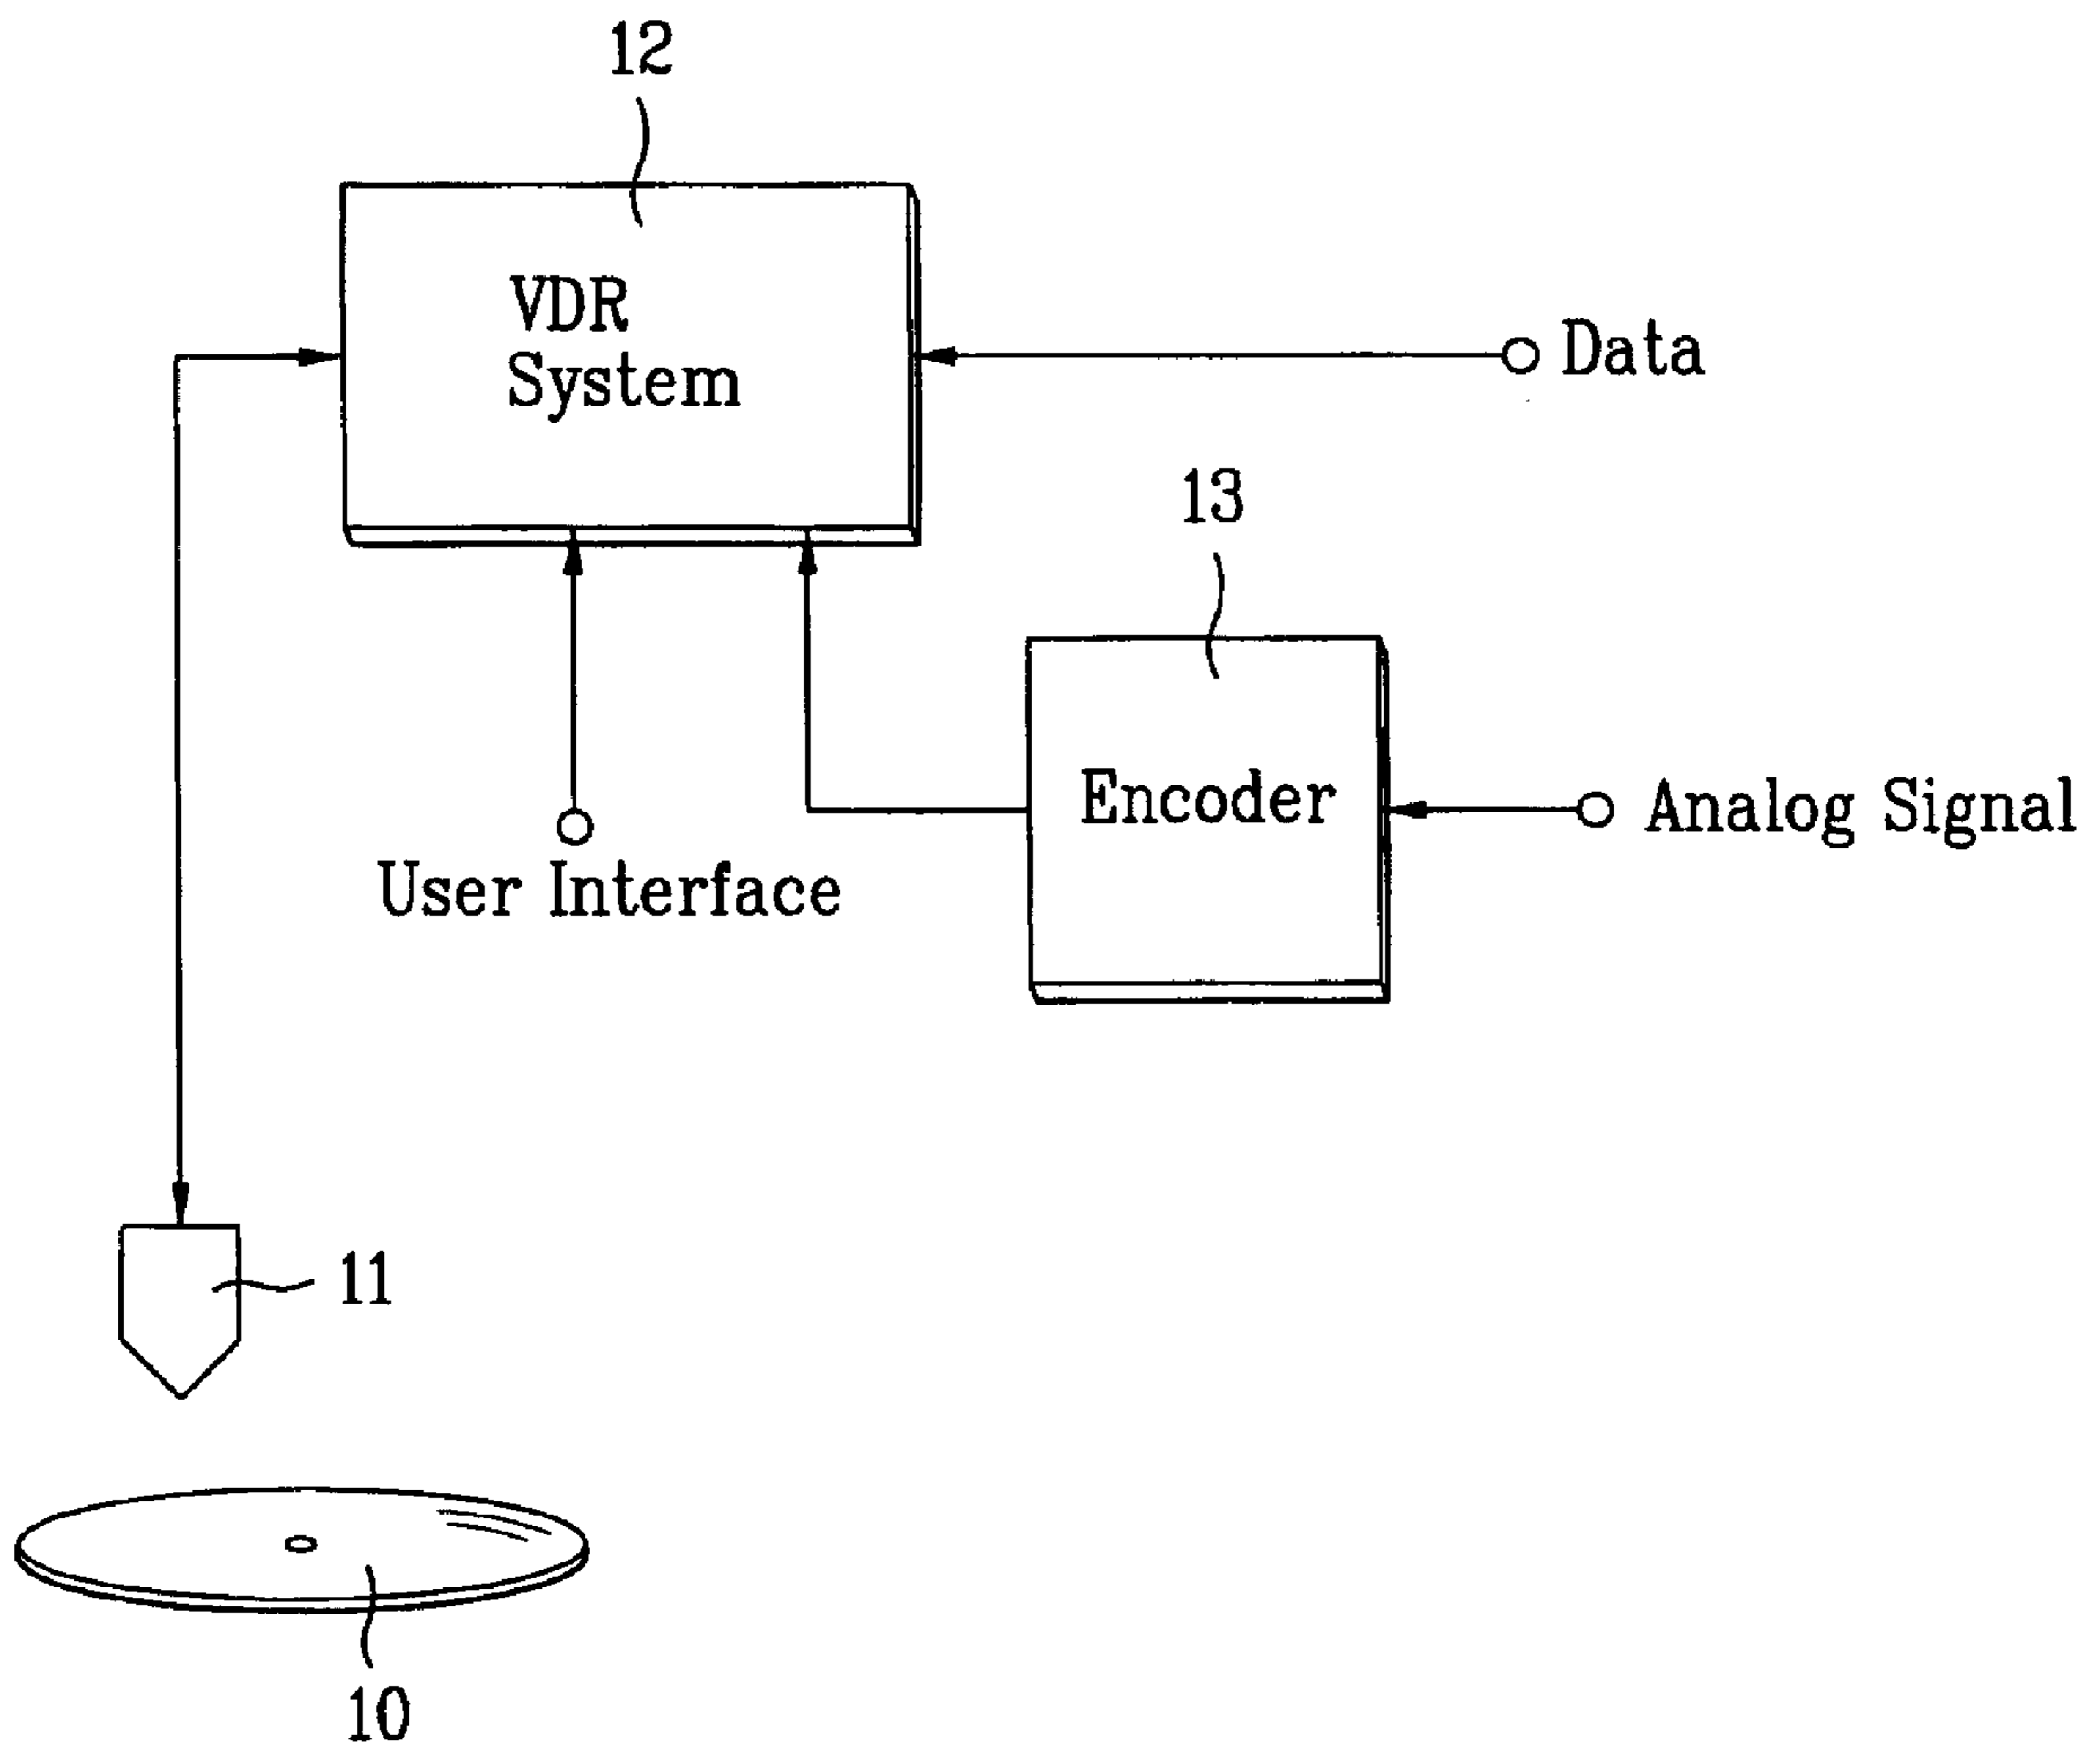 12
VDR
System
Data
13
Encoder
Analog Signal
User Interface
11
10